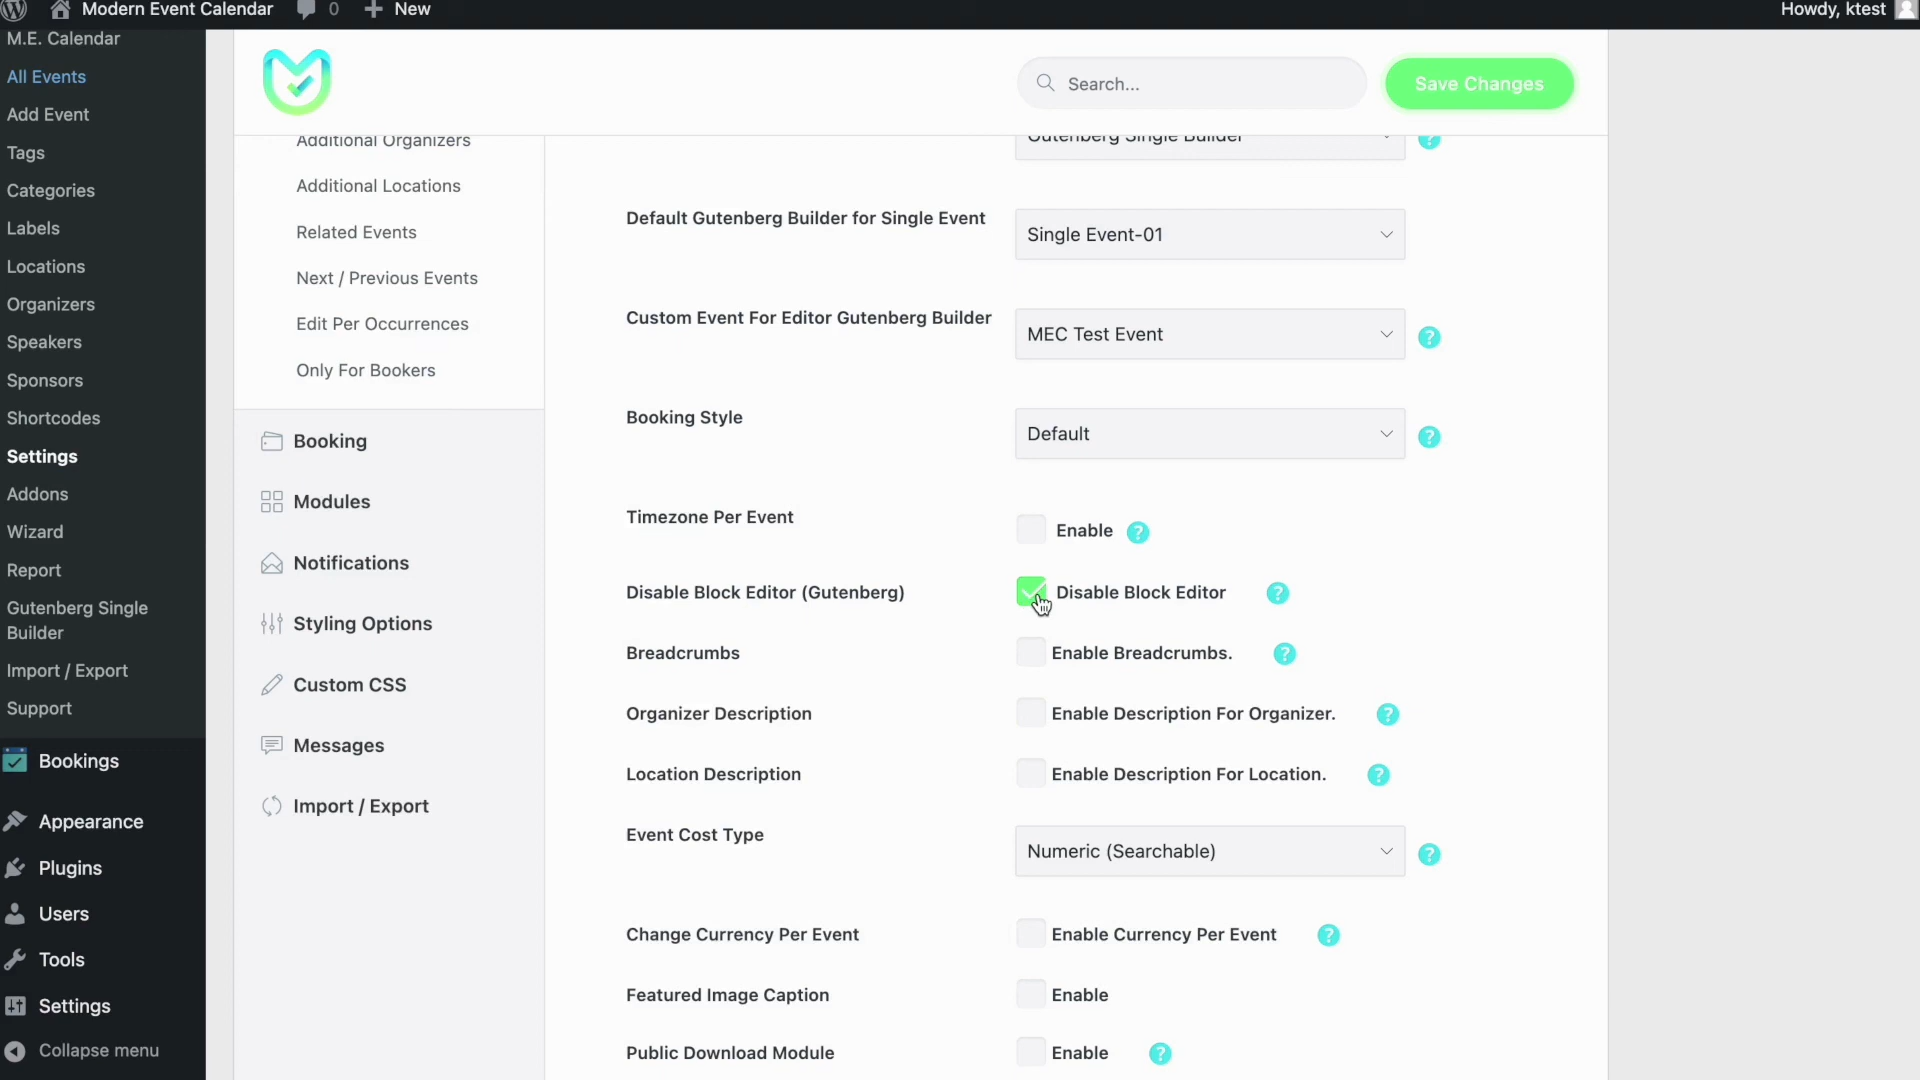 Modern Event Calendar 0 New Howdy, ktest
M.E. Calendar
All Events
Add Event
Tags
Categories
Labels
Locations
Organizers
Speakers
Sponsors
Shortcodes
Settings
Addons
Wizard
Report
Gutenberg Single
Builder
Import / Export
Support
Bookings
Appearance
Plugins
Users
Tools
Settings
Collapse menu
Search...
Save Changes
Additional Organizers
Additional Locations
Related Events
Next / Previous Events
Edit Per Occurrences
Only For Bookers
Booking
Modules
Notifications
Styling Options
Custom CSS
Messages
Import / Export
Gutenberg Single Builder ?
Default Gutenberg Builder for Single Event Single Event-01
Custom Event For Editor Gutenberg Builder MEC Test Event ?
Booking Style Default ?
Timezone Per Event Enable ?
Disable Block Editor (Gutenberg) Disable Block Editor ?
Breadcrumbs Enable Breadcrumbs. ?
Organizer Description Enable Description For Organizer. ?
Location Description Enable Description For Location. ?
Event Cost Type Numeric (Searchable) ?
Change Currency Per Event Enable Currency Per Event ?
Featured Image Caption Enable
Public Download Module Enable ?